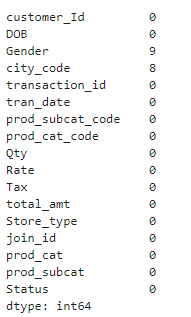 customer_Id 0
DOB 0
Gender 9
city_code 8
transaction_id 0
tran_date 0
prod_subcat_code 0
prod_cat_code 0
Qty 0
Rate 0
Tax 0
total_amt 0
Store_type 0
join_id 0
prod_cat 0
prod_subcat 0
Status 0
dtype: int64